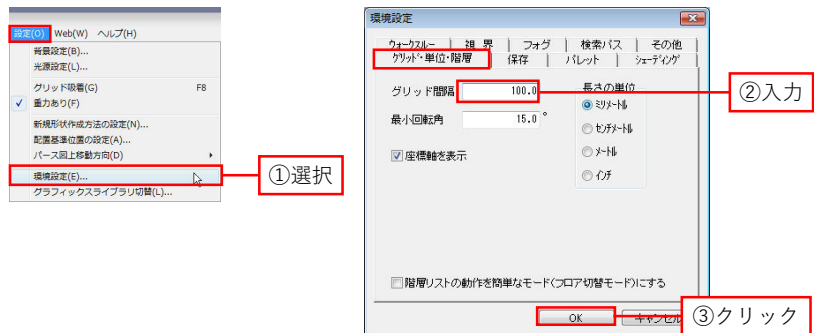 設定(O) Web(W) ヘルプ(H)
背景設定(B)...
光源設定(L)...
グリッド吸着(G) F8
重力あり(F)
新規形状作成方法の設定(N)...
配置基準位置の設定(A)...
パース図上移動方向(D)
環境設定(E)...
グラフィックスライブラリ切替(L)...
①選択
環境設定
ウォークスルー 視 界 フォグ 検索パス その他
グリッド・単位・階層 保存 パレット シェーディング
グリッド間隔 100.0
最小回転角 15.0 °
座標軸を表示
長さの単位
ミリメートル
センチメートル
メートル
インチ
②入力
階層リストの動作を簡単なモード(フロア切替モード)にする
OK キャンセル
③クリック